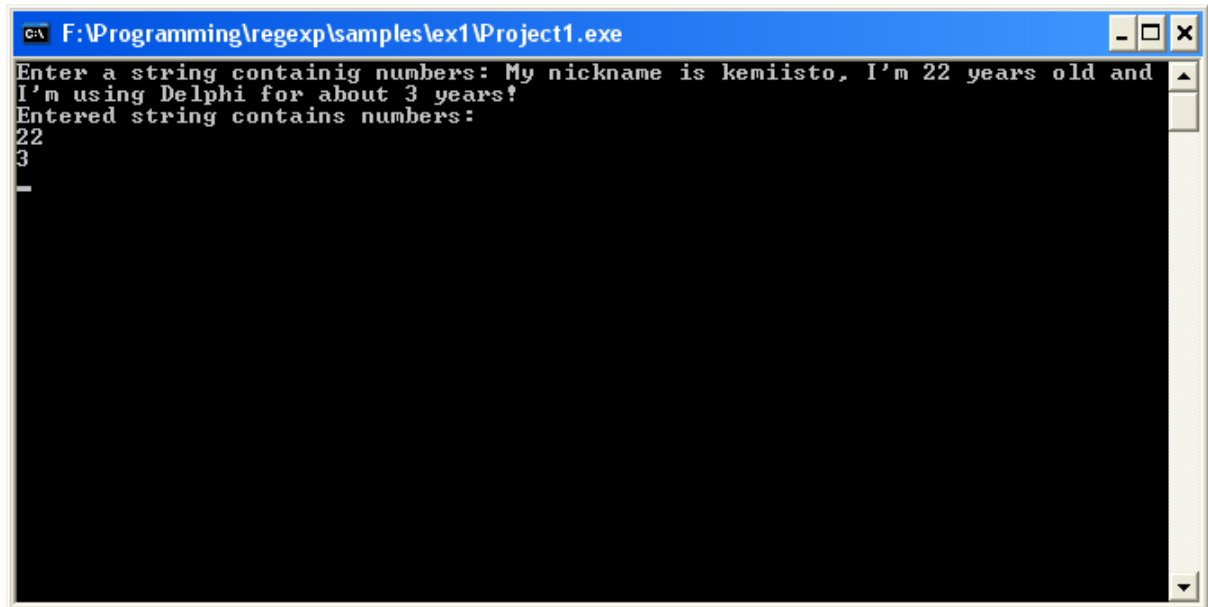 F:\Programming\regexp\samples\ex1\Project1.exe
Enter a string containig numbers: My nickname is kemiisto, I'm 22 years old and
I'm using Delphi for about 3 years!
Entered string contains numbers:
22
3